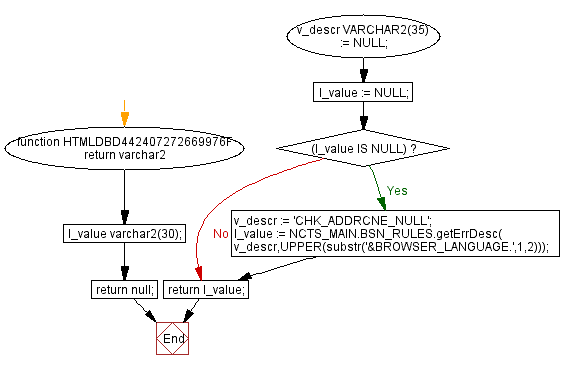 v_descr VARCHAR2(35)
:= NULL;
l_value := NULL;
function HTMLDBD442407272669976F
return varchar2
(l_value IS NULL) ?
Yes
v_descr := 'CHK_ADDRCNE_NULL';
l_value := NCTS_MAIN.BSN_RULES.getErrDesc(
v_descr,UPPER(substr('&BROWSER_LANGUAGE.',1,2)));
No
l_value varchar2(30);
return null;
return l_value;
End